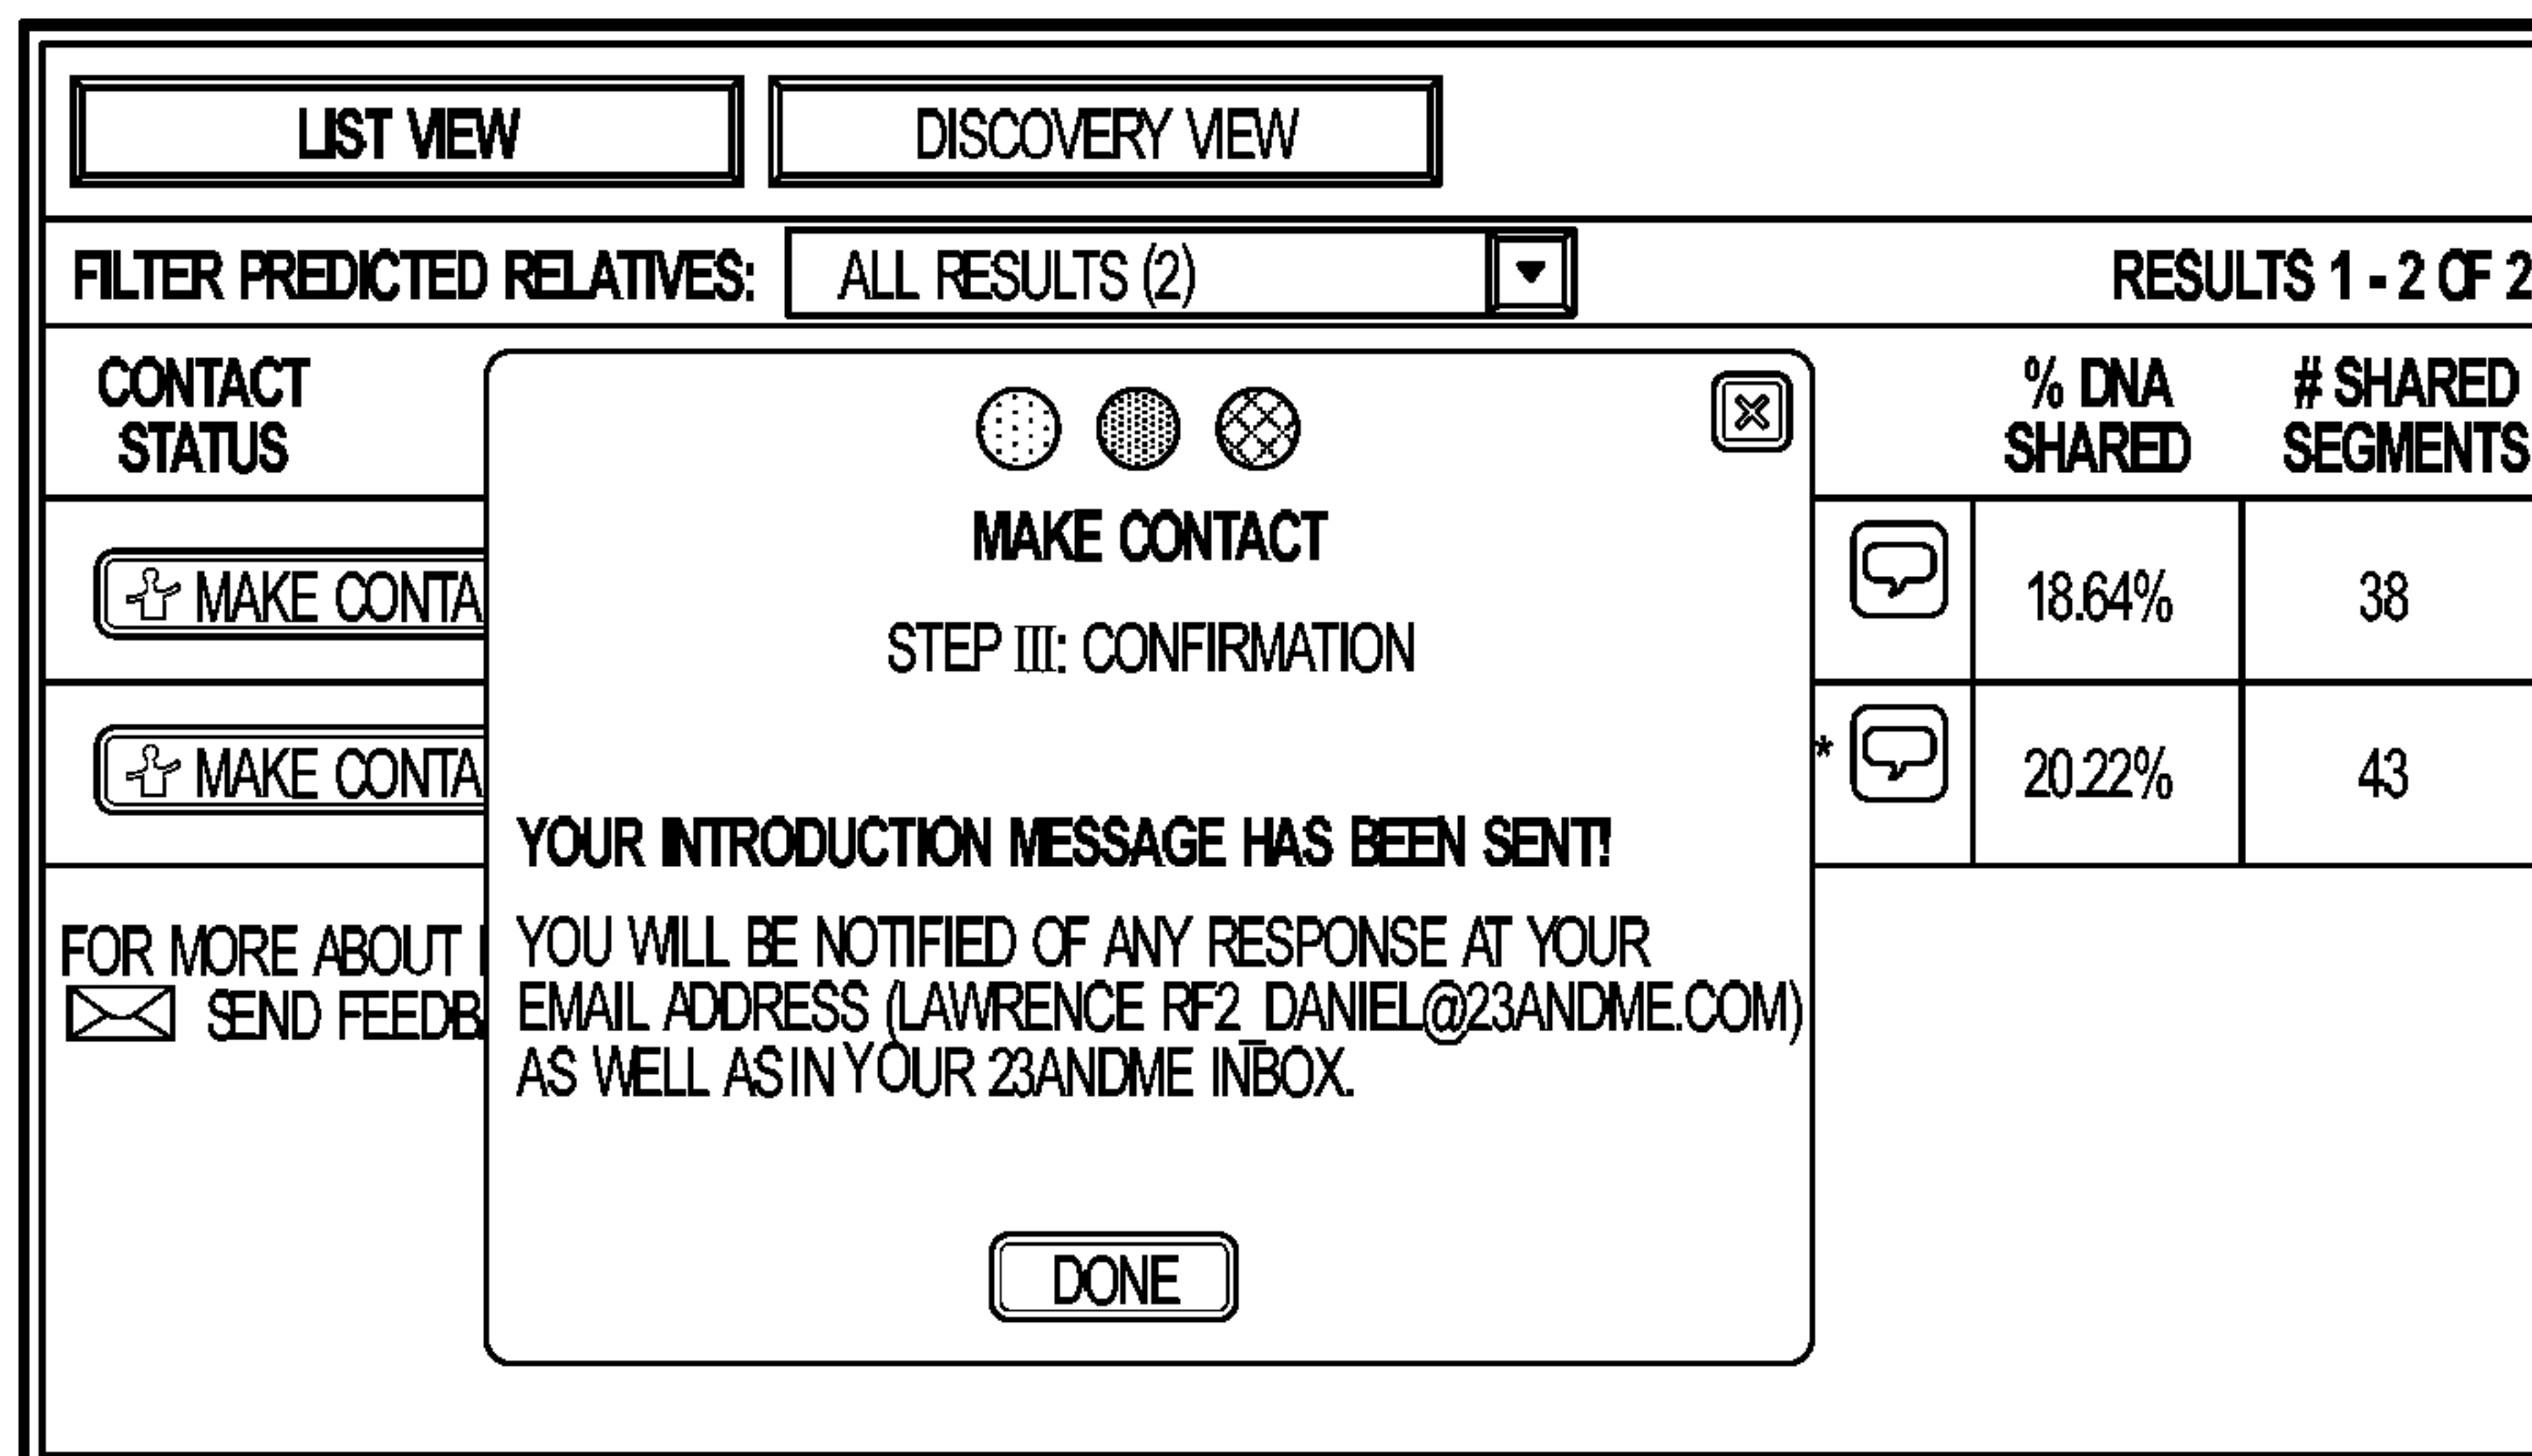 LIST VIEW
DISCOVERY VIEW
FILTER PREDICTED RELATIVES:
ALL RESULTS (2)
RESULTS 1 - 2 OF 2
CONTACT
STATUS
% DNA
SHARED
# SHARED
SEGMENTS
MAKE CONTA
18.64%
38
MAKE CONTA
*
20.22%
43
FOR MORE ABOUT
SEND FEEDBA
MAKE CONTACT
STEP III: CONFIRMATION
YOUR INTRODUCTION MESSAGE HAS BEEN SENT!
YOU WILL BE NOTIFIED OF ANY RESPONSE AT YOUR
EMAIL ADDRESS (LAWRENCE RF2_DANIEL@23ANDME.COM)
AS WELL AS IN YOUR 23ANDME INBOX.
DONE